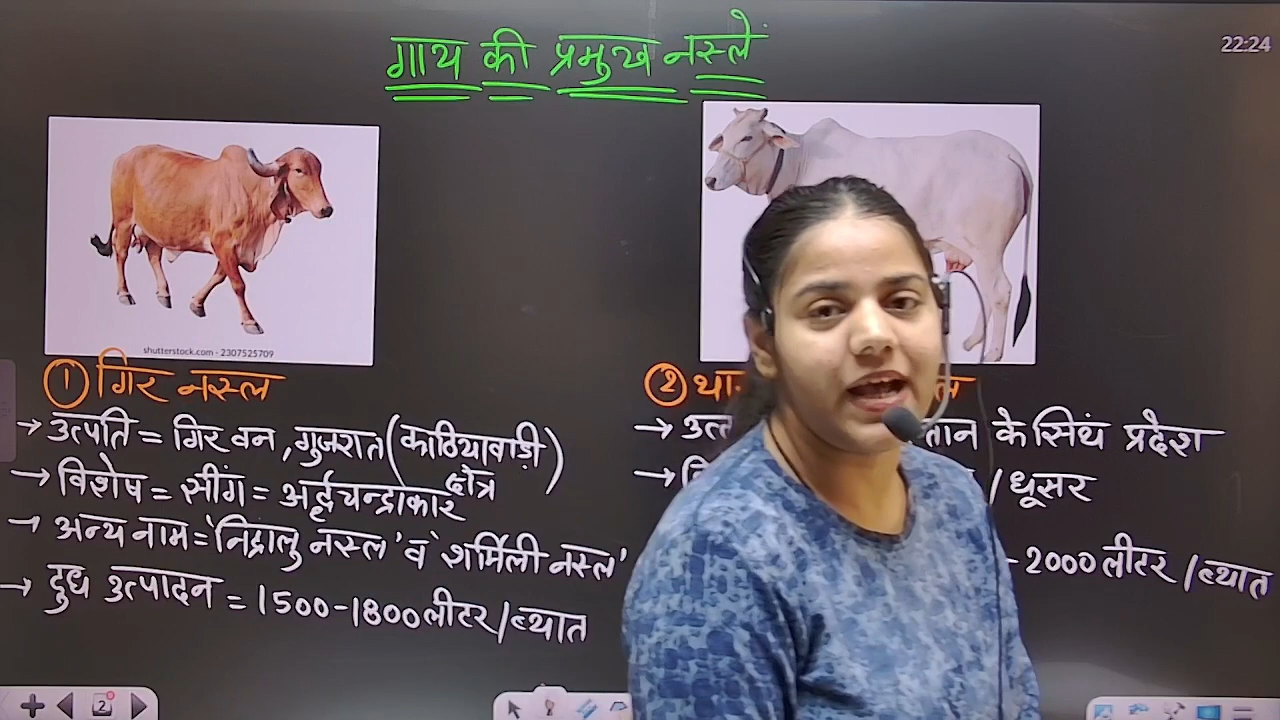 गाय की प्रमुख नस्लें
22:24
shutterstock.com - 2307525709
① गिर नस्ल
→ उत्पति = गिर वन, गुजरात (काठियावाड़ी क्षेत्र)
→ विशेष = सींग = अर्द्धचन्द्राकार
→ अन्य नाम = 'निद्रालु नस्ल' व 'शर्मिली नस्ल'
→ दुध उत्पादन = 1500-1800 लीटर/ब्यात
②
→ के सिंध प्रदेश
→ / धूसर
- 2000 लीटर/ब्यात
2